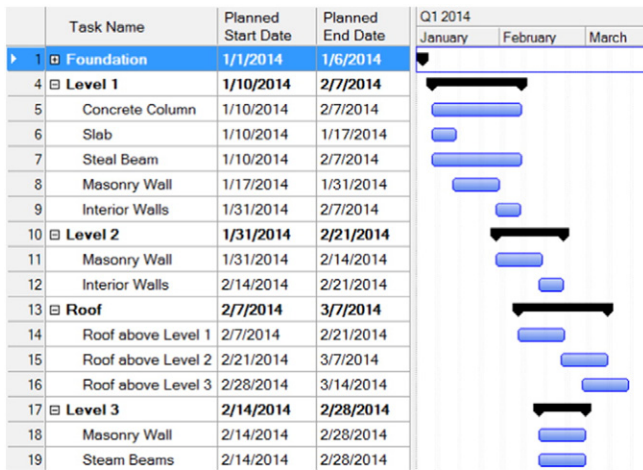 Task Name Planned Start Date Planned End Date Q1 2014
January February March
1 Foundation 1/1/2014 1/6/2014
4 Level 1 1/10/2014 2/7/2014
5 Concrete Column 1/10/2014 2/7/2014
6 Slab 1/10/2014 1/17/2014
7 Steal Beam 1/10/2014 2/7/2014
8 Masonry Wall 1/17/2014 1/31/2014
9 Interior Walls 1/31/2014 2/7/2014
10 Level 2 1/31/2014 2/21/2014
11 Masonry Wall 1/31/2014 2/14/2014
12 Interior Walls 2/14/2014 2/21/2014
13 Roof 2/7/2014 3/7/2014
14 Roof above Level 1 2/7/2014 2/21/2014
15 Roof above Level 2 2/21/2014 3/7/2014
16 Roof above Level 3 2/28/2014 3/14/2014
17 Level 3 2/14/2014 2/28/2014
18 Masonry Wall 2/14/2014 2/28/2014
19 Steam Beams 2/14/2014 2/28/2014